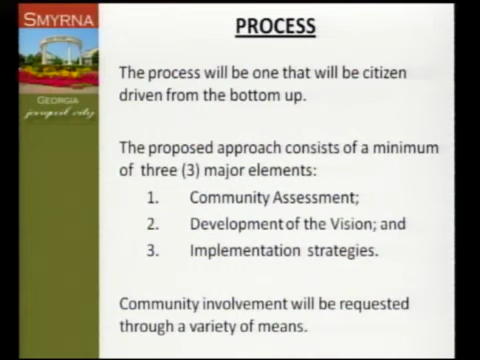 SMYRNA
GEORGIA
jonquil city
PROCESS
The process will be one that will be citizen
driven from the bottom up.
The proposed approach consists of a minimum
of three (3) major elements:
1. Community Assessment;
2. Development of the Vision; and
3. Implementation strategies.
Community involvement will be requested
through a variety of means.